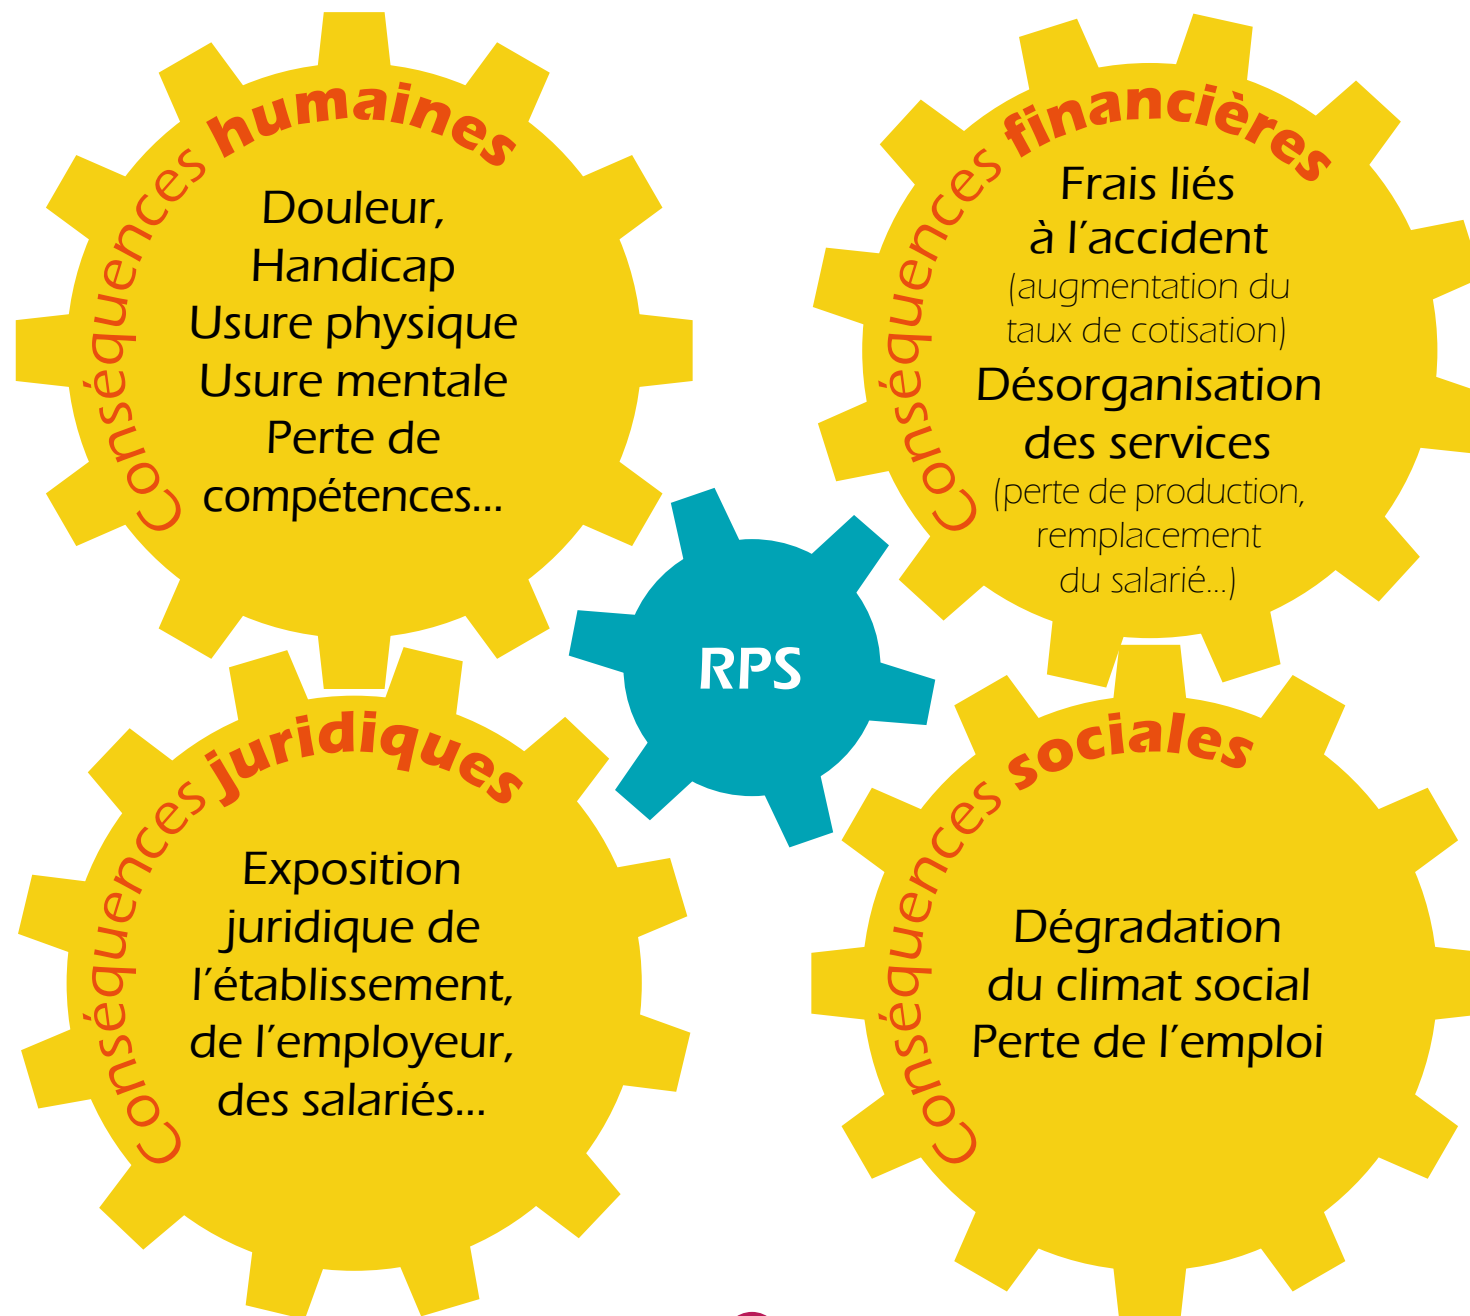 Conséquences humaines
Douleur,
Handicap
Usure physique
Usure mentale
Perte de
compétences...
Conséquences financières
Frais liés
à l’accident
(augmentation du
taux de cotisation)
Désorganisation
des services
(perte de production,
remplacement
du salarié...)
RPS
Conséquences juridiques
Exposition
juridique de
l’établissement,
de l’employeur,
des salariés...
Conséquences sociales
Dégradation
du climat social
Perte de l’emploi